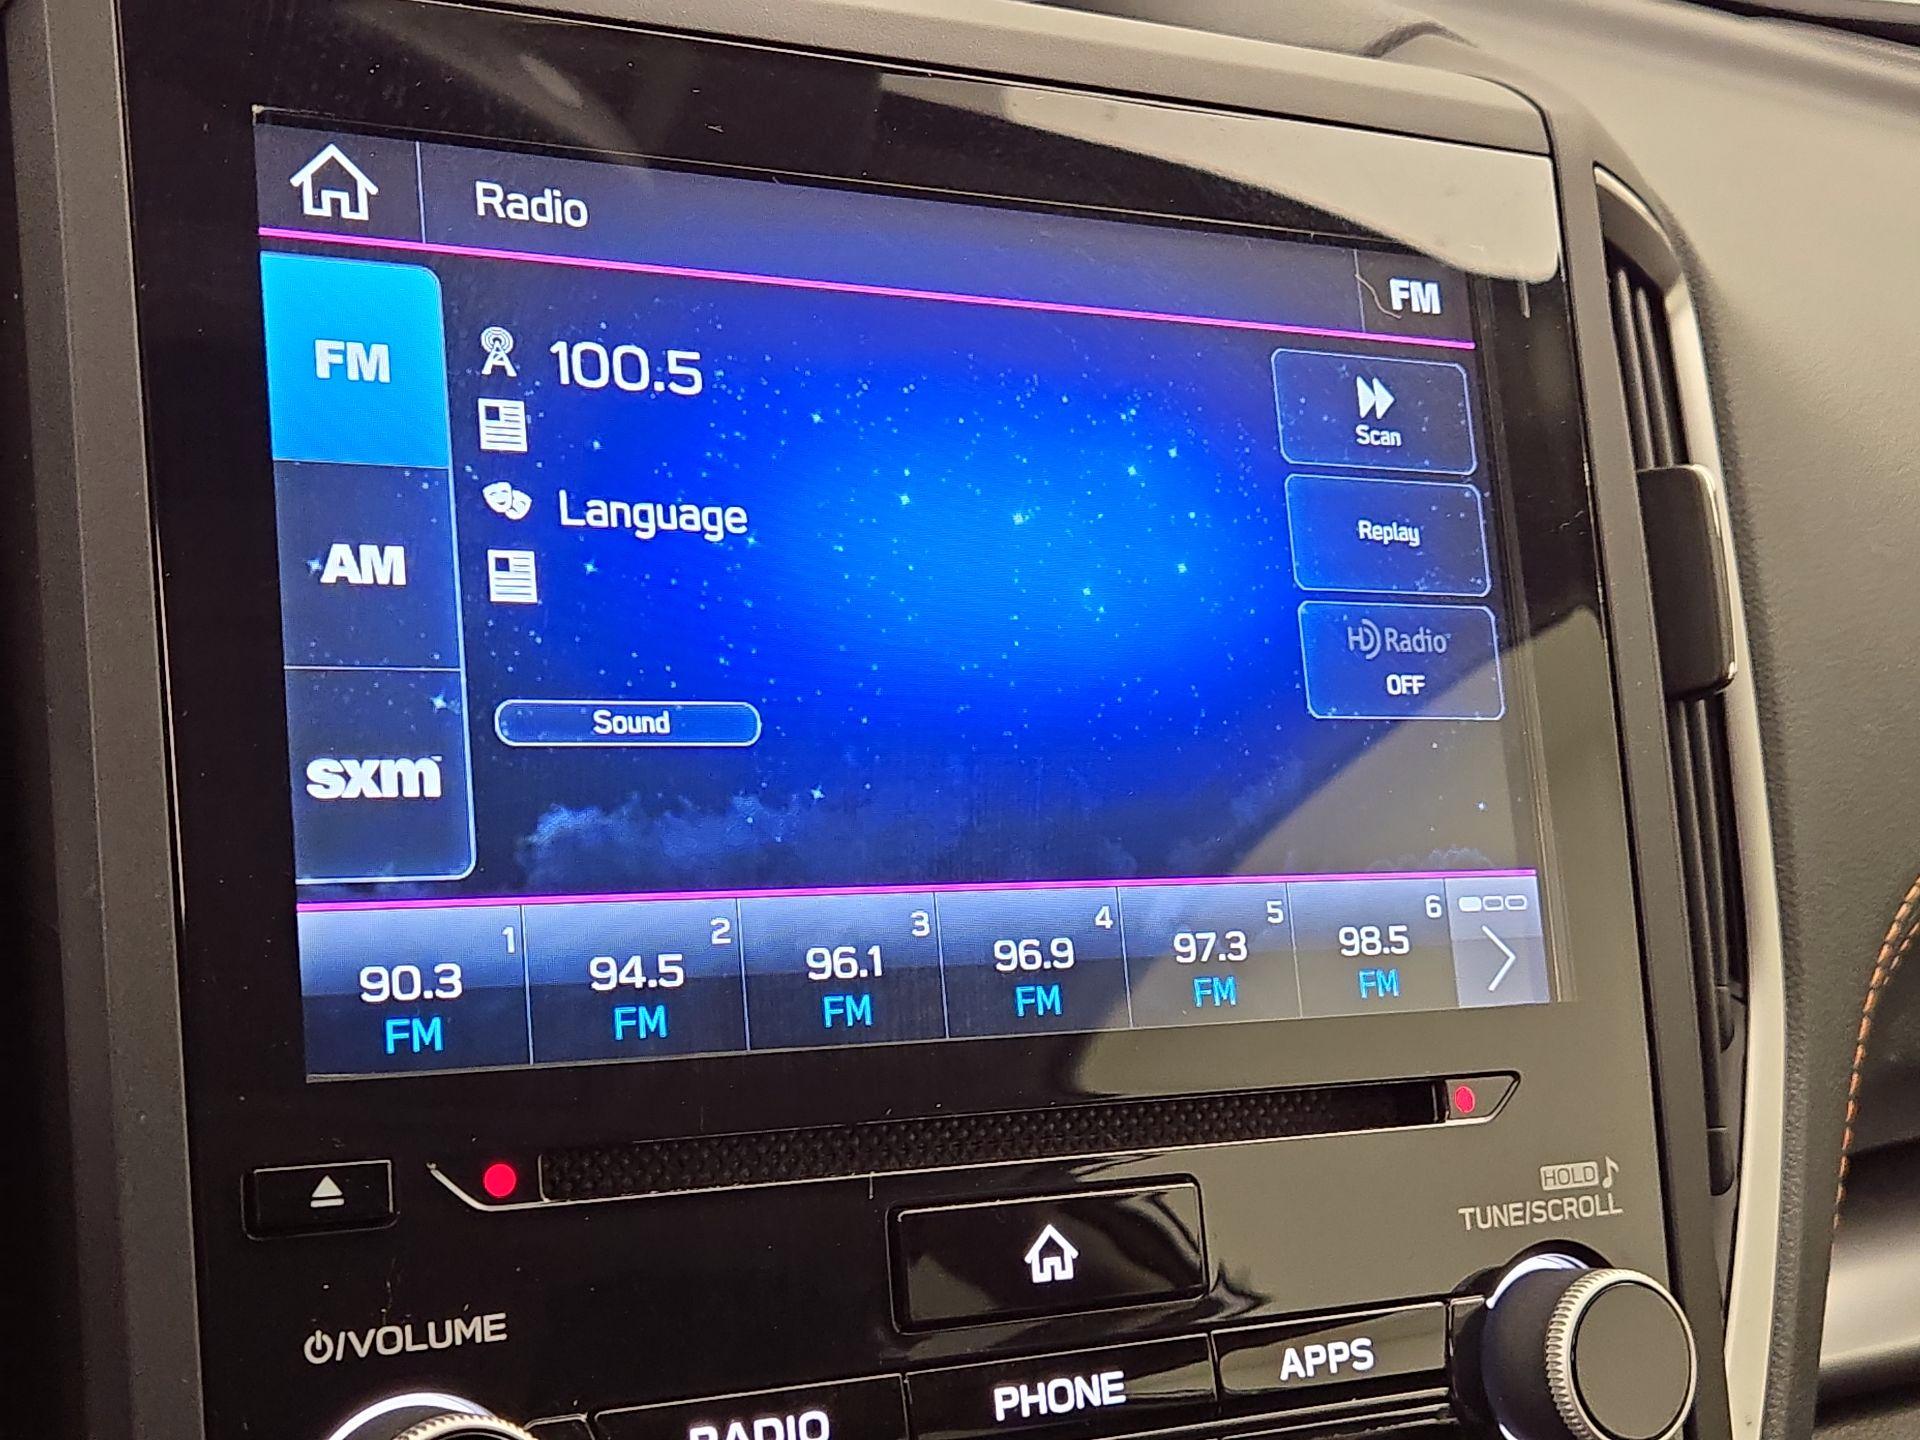 Radio
FM
FM
100.5
Scan
Language
Replay
AM
HD Radio
OFF
Sound
sxm
1
90.3
FM
2
94.5
FM
3
96.1
FM
4
96.9
FM
5
97.3
FM
6
98.5
FM
HOLD
TUNE/SCROLL
/VOLUME
RADIO
PHONE
APPS